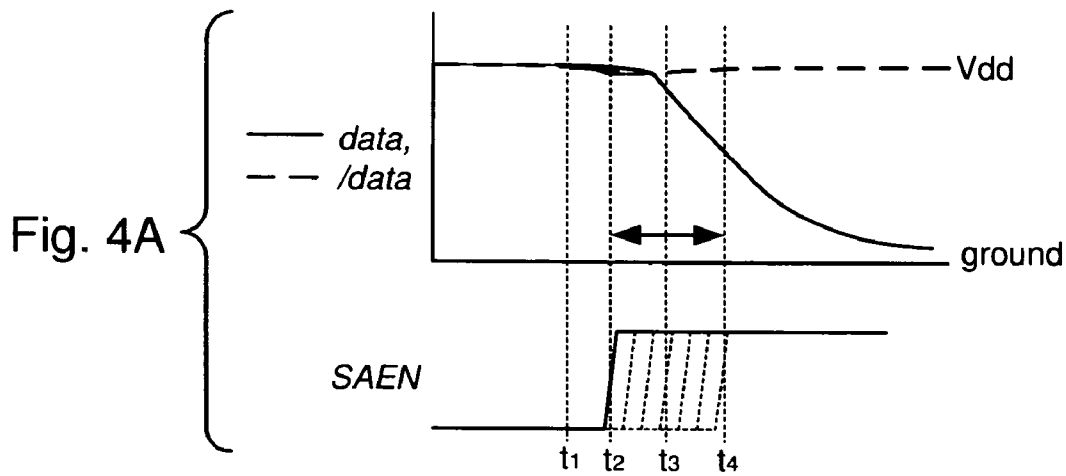 Fig. 4A
data,
/data
Vdd
ground
SAEN
t1 t2 t3 t4